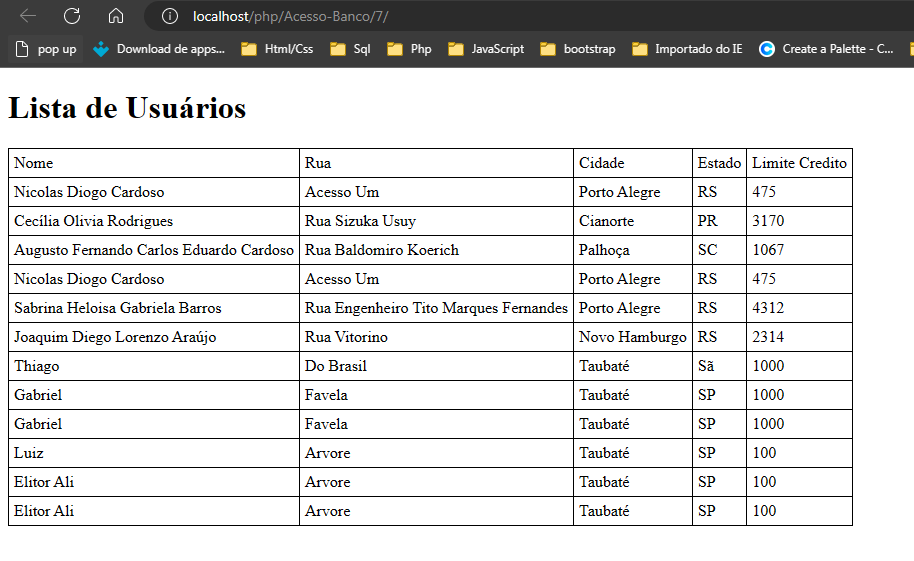 localhost/php/Acesso-Banco/7/
pop up Download de apps... Html/Css Sql Php JavaScript bootstrap Importado do IE Create a Palette - C...
Lista de Usuários
Nome Rua Cidade Estado Limite Credito
Nicolas Diogo Cardoso Acesso Um Porto Alegre RS 475
Cecília Olivia Rodrigues Rua Sizuka Usuy Cianorte PR 3170
Augusto Fernando Carlos Eduardo Cardoso Rua Baldomiro Koerich Palhoça SC 1067
Nicolas Diogo Cardoso Acesso Um Porto Alegre RS 475
Sabrina Heloisa Gabriela Barros Rua Engenheiro Tito Marques Fernandes Porto Alegre RS 4312
Joaquim Diego Lorenzo Araújo Rua Vitorino Novo Hamburgo RS 2314
Thiago Do Brasil Taubaté Sã 1000
Gabriel Favela Taubaté SP 1000
Gabriel Favela Taubaté SP 1000
Luiz Arvore Taubaté SP 100
Elitor Ali Arvore Taubaté SP 100
Elitor Ali Arvore Taubaté SP 100